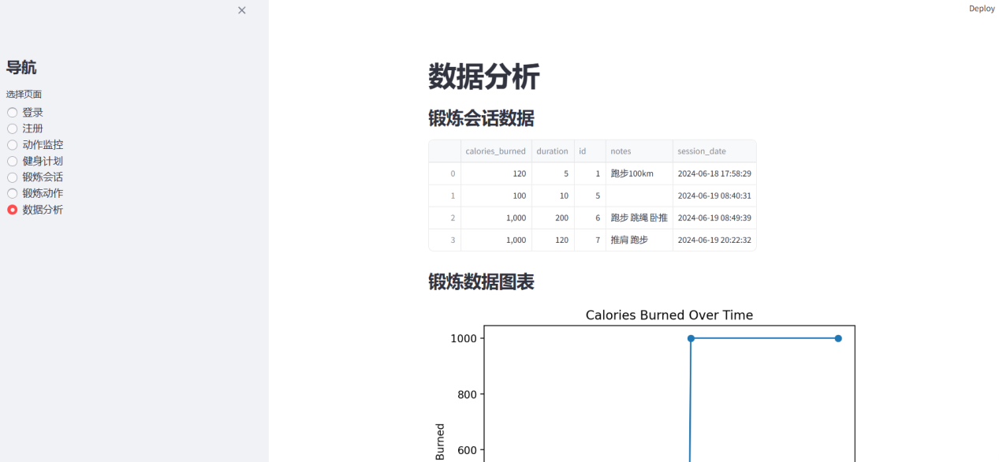 Deploy
导航
选择页面
登录
注册
动作监控
健身计划
锻炼会话
锻炼动作
数据分析
数据分析
锻炼会话数据
calories_burned duration id notes session_date
0 120 5 1 跑步100km 2024-06-18 17:58:29
1 100 10 5 2024-06-19 08:40:31
2 1,000 200 6 跑步 跳绳 卧推 2024-06-19 08:49:39
3 1,000 120 7 推肩 跑步 2024-06-19 20:22:32
锻炼数据图表
Calories Burned Over Time
1000
800
600
Burned